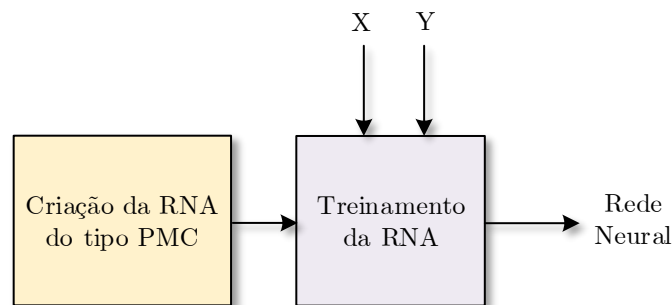 X
Y
Criação da RNA
do tipo PMC
Treinamento
da RNA
Rede
Neural